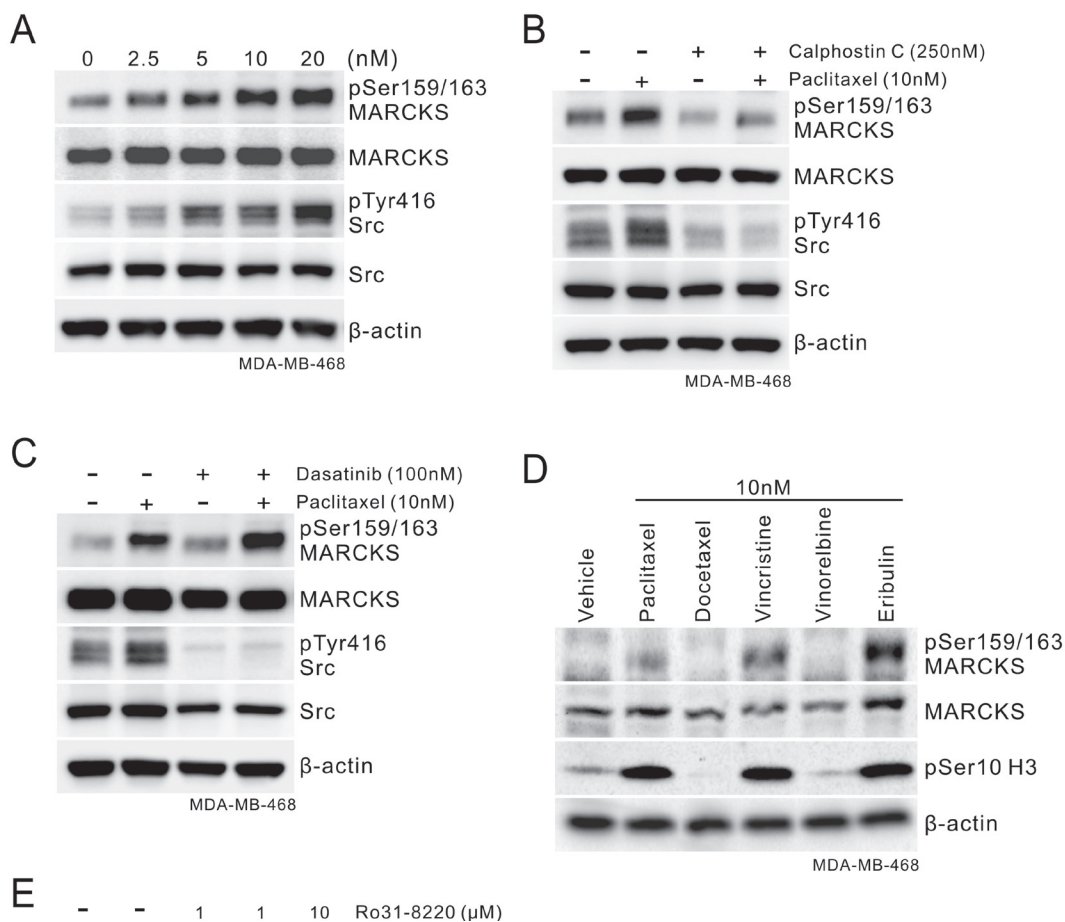 A
0 2.5 5 10 20 (nM)
pSer159/163
MARCKS
MARCKS
pTyr416
Src
Src
β-actin
MDA-MB-468
B
- - + + Calphostin C (250nM)
- + - + Paclitaxel (10nM)
pSer159/163
MARCKS
MARCKS
pTyr416
Src
Src
β-actin
MDA-MB-468
C
- - + + Dasatinib (100nM)
- + - + Paclitaxel (10nM)
pSer159/163
MARCKS
MARCKS
pTyr416
Src
Src
β-actin
MDA-MB-468
D
10nM
Vehicle Paclitaxel Docetaxel Vincristine Vinorelbine Eribulin
pSer159/163
MARCKS
MARCKS
pSer10 H3
β-actin
MDA-MB-468
E
- - 1 1 10 Ro31-8220 (μM)